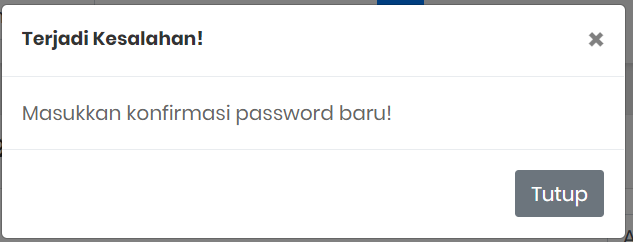 Terjadi Kesalahan!
Masukkan konfirmasi password baru!
Tutup